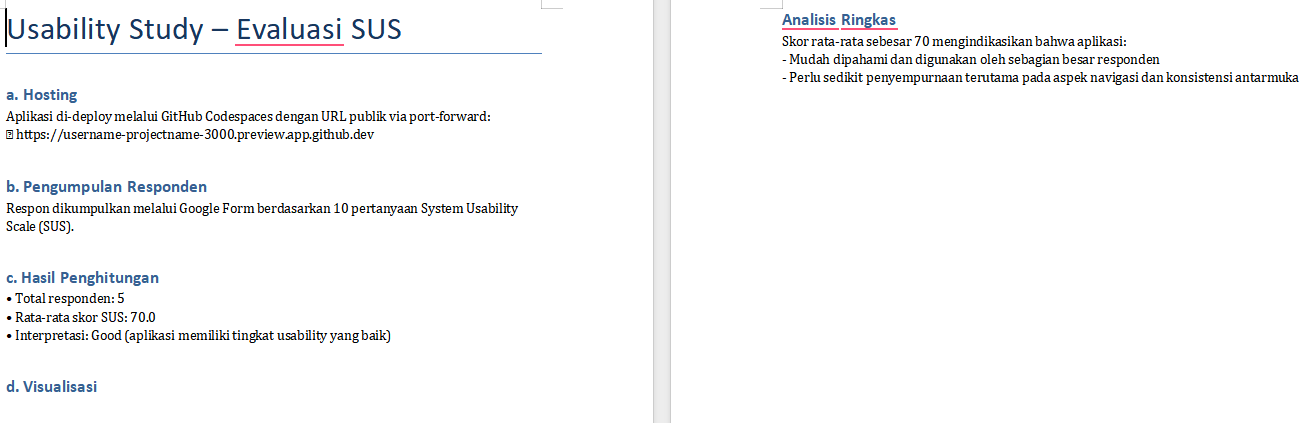 Usability Study – Evaluasi SUS
a. Hosting
Aplikasi di-deploy melalui GitHub Codespaces dengan URL publik via port-forward:
https://username-projectname-3000.preview.app.github.dev
b. Pengumpulan Responden
Respon dikumpulkan melalui Google Form berdasarkan 10 pertanyaan System Usability
Scale (SUS).
c. Hasil Penghitungan
• Total responden: 5
• Rata-rata skor SUS: 70.0
• Interpretasi: Good (aplikasi memiliki tingkat usability yang baik)
d. Visualisasi
Analisis Ringkas
Skor rata-rata sebesar 70 mengindikasikan bahwa aplikasi:
- Mudah dipahami dan digunakan oleh sebagian besar responden
- Perlu sedikit penyempurnaan terutama pada aspek navigasi dan konsistensi antarmuka